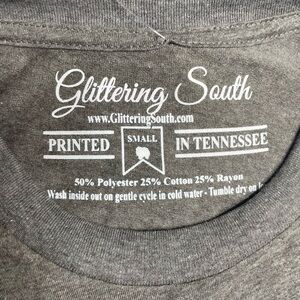 Glittering South
www.GlitteringSouth.com
PRINTED SMALL IN TENNESSEE
50% Polyester 25% Cotton 25% Rayon
Wash inside out on gentle cycle in cold water - Tumble dry on